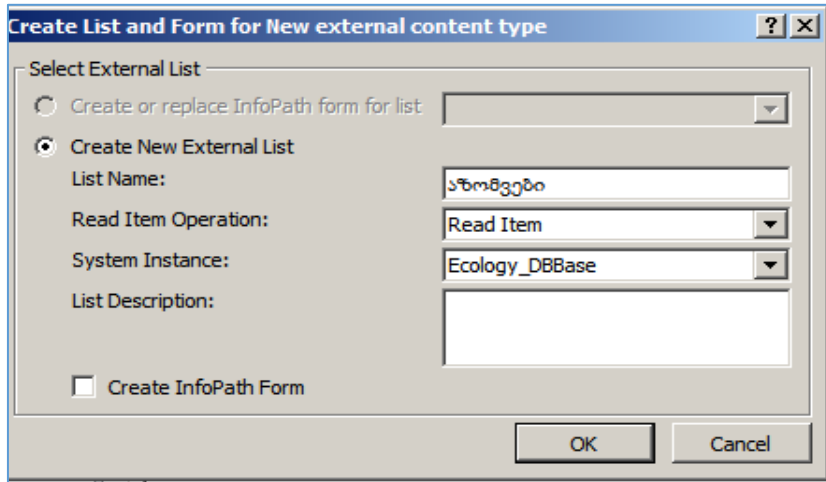 Create List and Form for New external content type
Select External List
Create or replace InfoPath form for list
Create New External List
List Name: აზომვები
Read Item Operation: Read Item
System Instance: Ecology_DBBase
List Description:
Create InfoPath Form
OK Cancel